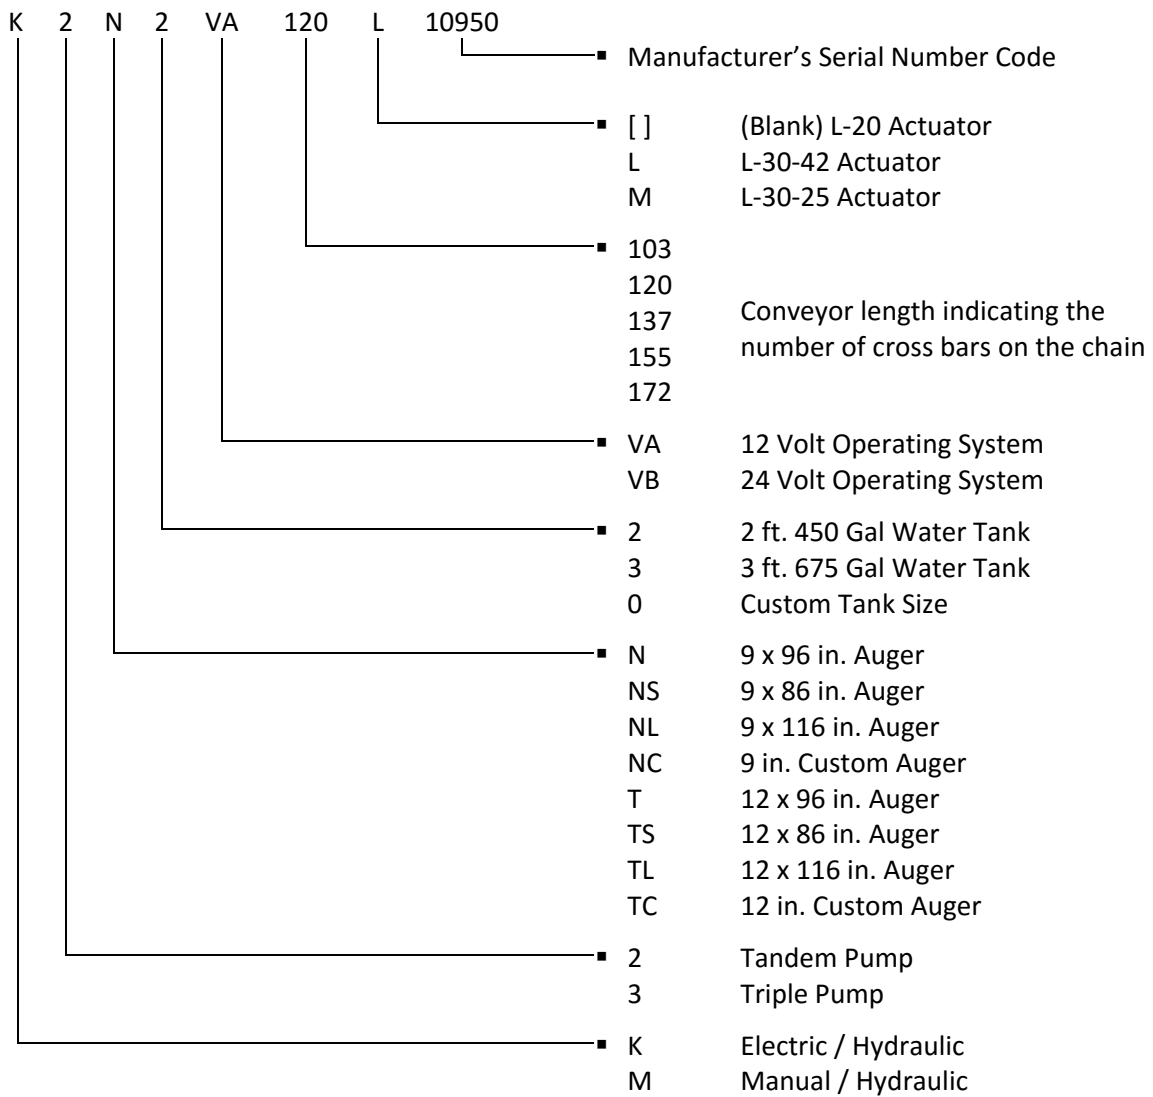 K 2 N 2 VA 120 L 10950
▪ Manufacturer’s Serial Number Code
▪ [ ] (Blank) L-20 Actuator
L L-30-42 Actuator
M L-30-25 Actuator
▪ 103
120
137
155
172
Conveyor length indicating the
number of cross bars on the chain
▪ VA 12 Volt Operating System
VB 24 Volt Operating System
▪ 2 2 ft. 450 Gal Water Tank
3 3 ft. 675 Gal Water Tank
0 Custom Tank Size
▪ N 9 x 96 in. Auger
NS 9 x 86 in. Auger
NL 9 x 116 in. Auger
NC 9 in. Custom Auger
T 12 x 96 in. Auger
TS 12 x 86 in. Auger
TL 12 x 116 in. Auger
TC 12 in. Custom Auger
▪ 2 Tandem Pump
3 Triple Pump
▪ K Electric / Hydraulic
M Manual / Hydraulic